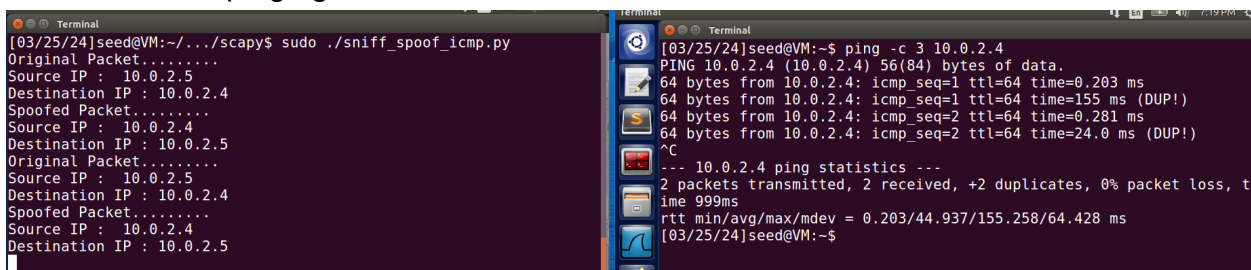 Terminal
[03/25/24]seed@VM:~/.../scapy$ sudo ./sniff_spoof_icmp.py
Original Packet.........
Source IP :  10.0.2.5
Destination IP : 10.0.2.4
Spoofed Packet.........
Source IP :  10.0.2.4
Destination IP : 10.0.2.5
Original Packet.........
Source IP :  10.0.2.5
Destination IP : 10.0.2.4
Spoofed Packet.........
Source IP :  10.0.2.4
Destination IP : 10.0.2.5
Terminal
En 7:19 PM
Terminal
[03/25/24]seed@VM:~$ ping -c 3 10.0.2.4
PING 10.0.2.4 (10.0.2.4) 56(84) bytes of data.
64 bytes from 10.0.2.4: icmp_seq=1 ttl=64 time=0.203 ms
64 bytes from 10.0.2.4: icmp_seq=1 ttl=64 time=155 ms (DUP!)
64 bytes from 10.0.2.4: icmp_seq=2 ttl=64 time=0.281 ms
64 bytes from 10.0.2.4: icmp_seq=2 ttl=64 time=24.0 ms (DUP!)
^C
--- 10.0.2.4 ping statistics ---
2 packets transmitted, 2 received, +2 duplicates, 0% packet loss, t
ime 999ms
rtt min/avg/max/mdev = 0.203/44.937/155.258/64.428 ms
[03/25/24]seed@VM:~$